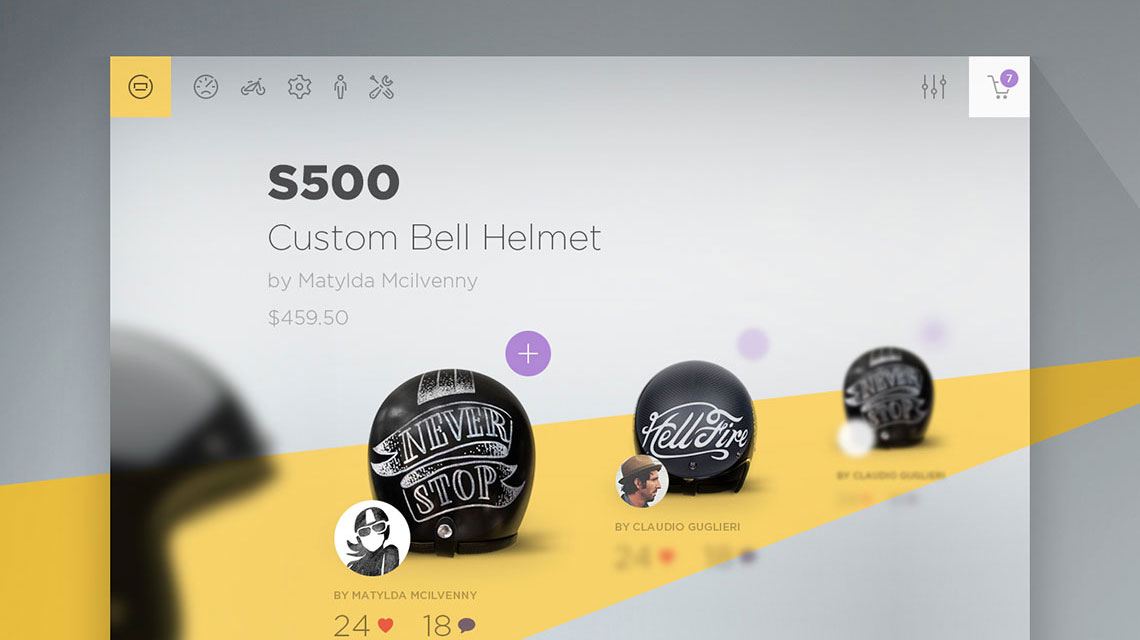 7
S500
Custom Bell Helmet
by Matylda Mcilvenny
$459.50
NEVER
STOP
Hell Fire
NEVER
STOP
BY CLAUDIO GUGLIERI
BY CLAUDIO GUGLIERI
24
18
BY MATYLDA MCILVENNY
24
18